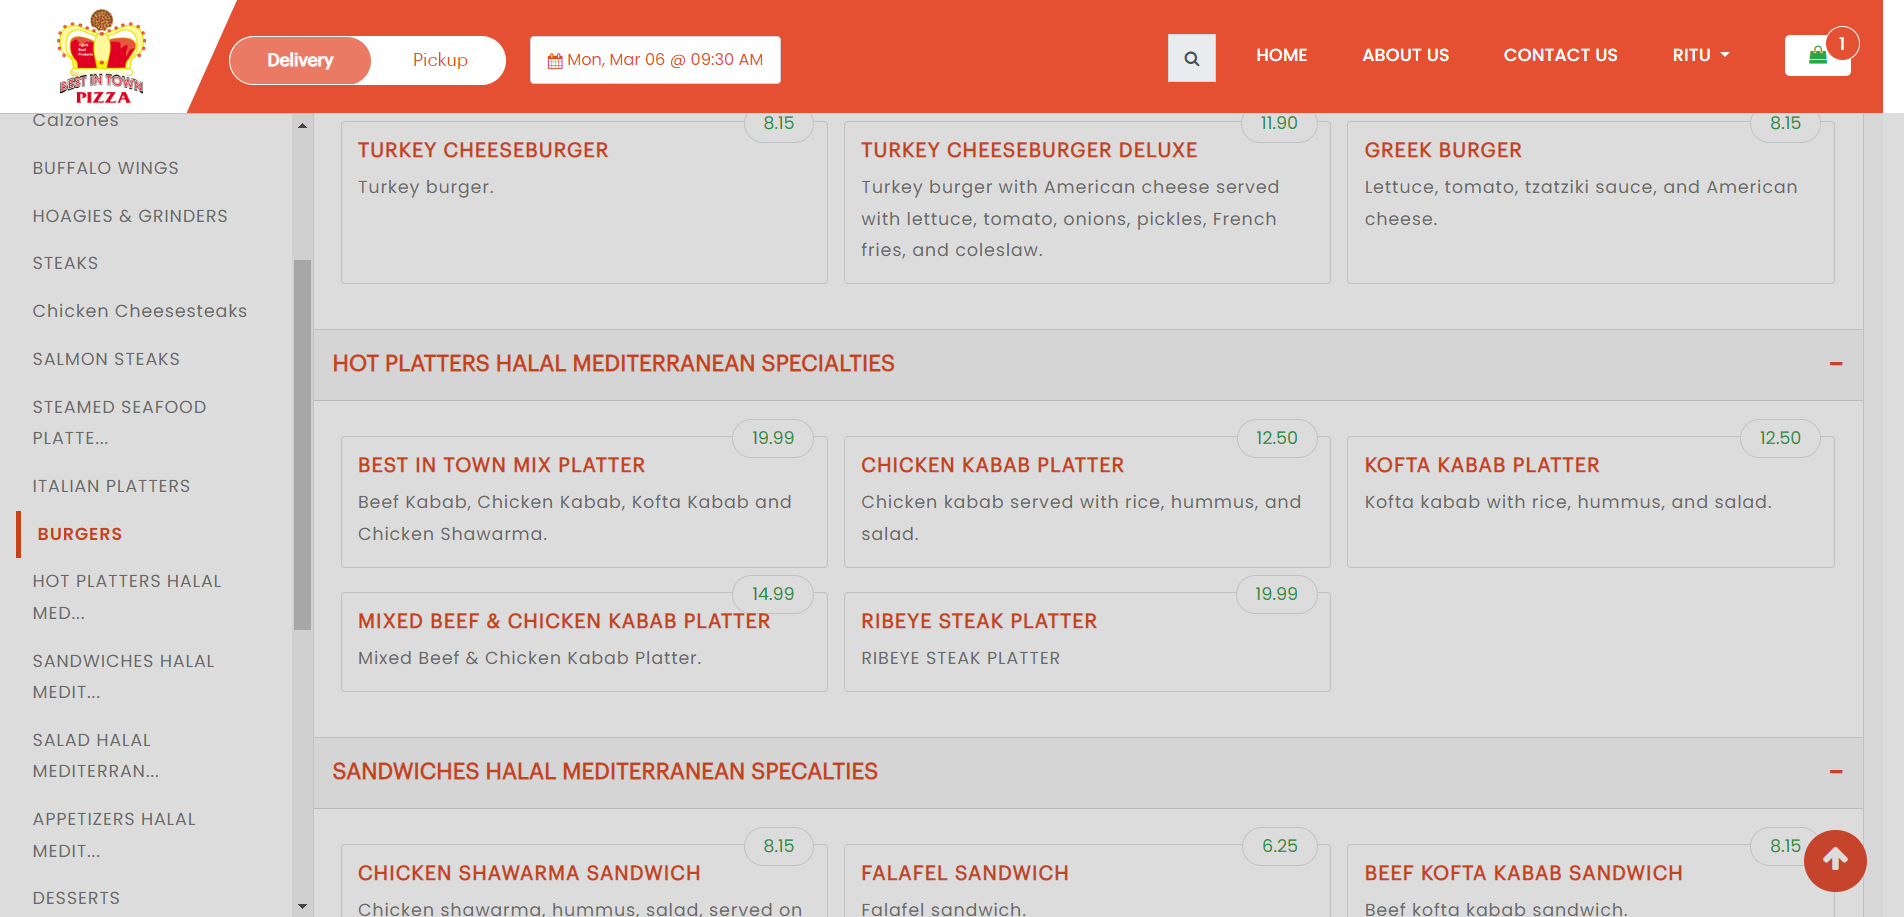 BEST IN TOWN
PIZZA
Delivery
Pickup
Mon, Mar 06 @ 09:30 AM
HOME
ABOUT US
CONTACT US
RITU
1
Calzones
BUFFALO WINGS
HOAGIES & GRINDERS
STEAKS
Chicken Cheesesteaks
SALMON STEAKS
STEAMED SEAFOOD
PLATTE...
ITALIAN PLATTERS
BURGERS
HOT PLATTERS HALAL
MED...
SANDWICHES HALAL
MEDIT...
SALAD HALAL
MEDITERRAN...
APPETIZERS HALAL
MEDIT...
DESSERTS
8.15
TURKEY CHEESEBURGER
Turkey burger.
11.90
TURKEY CHEESEBURGER DELUXE
Turkey burger with American cheese served
with lettuce, tomato, onions, pickles, French
fries, and coleslaw.
8.15
GREEK BURGER
Lettuce, tomato, tzatziki sauce, and American
cheese.
HOT PLATTERS HALAL MEDITERRANEAN SPECIALTIES
19.99
BEST IN TOWN MIX PLATTER
Beef Kabab, Chicken Kabab, Kofta Kabab and
Chicken Shawarma.
12.50
CHICKEN KABAB PLATTER
Chicken kabab served with rice, hummus, and
salad.
12.50
KOFTA KABAB PLATTER
Kofta kabab with rice, hummus, and salad.
14.99
MIXED BEEF & CHICKEN KABAB PLATTER
Mixed Beef & Chicken Kabab Platter.
19.99
RIBEYE STEAK PLATTER
RIBEYE STEAK PLATTER
SANDWICHES HALAL MEDITERRANEAN SPECALTIES
8.15
CHICKEN SHAWARMA SANDWICH
Chicken shawarma, hummus, salad, served on
6.25
FALAFEL SANDWICH
Falafel sandwich.
8.15
BEEF KOFTA KABAB SANDWICH
Beef kofta kabab sandwich.